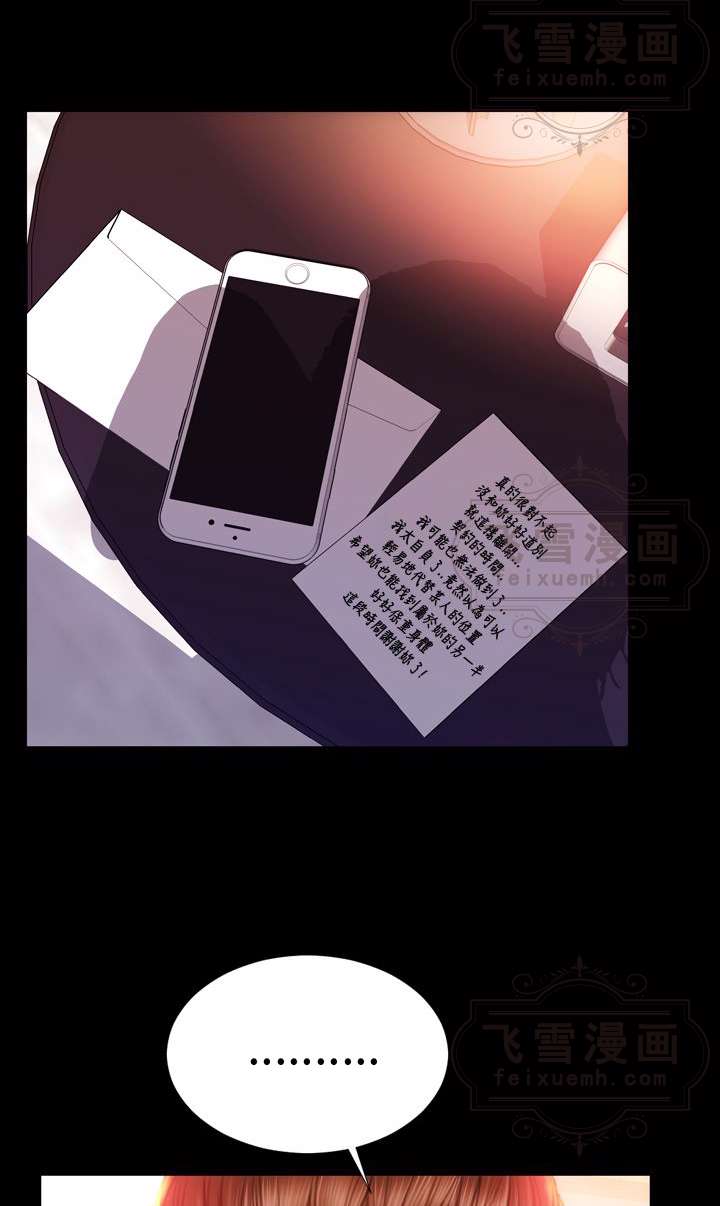 飞雪漫画
feixuemh.com
真的很對不起
沒和妳好好道別
就這樣離開
契約的時間
我可能也無法做到了..
我太自負了..竟然以為可以
輕易地代替某人的位置
希望妳也能找到屬於妳的另一半
好好保重身體
這段時間謝謝妳了!
飞雪漫画
feixuemh.com
..........
飞雪漫画
feixuemh.com